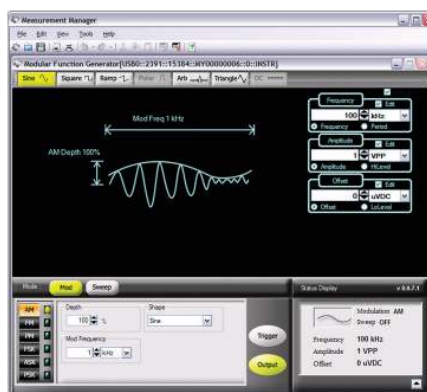 Measurement Manager
File Edit View Tools Help
Modular Function Generator[USB0::2391::15384::MY00000006::0::INSTR]
Sine Square Ramp Pulse Arb Triangle DC
Mod Freq 1 kHz
AM Depth 100%
Frequency
Edit
100 kHz
Frequency Period
Amplitude
Edit
1 VPP
Amplitude HiLevel
Offset
Edit
0 uVDC
Offset LoLevel
Mode: Mod Sweep
Status Display
AM
FM
PM
FSK
ASK
PSK
Depth
100 %
Shape
Sine
Mod Frequency
1 kHz
Trigger
Output
Modulation AM
Sweep OFF
Frequency 100 kHz
Amplitude 1 VPP
Offset 0 uVDC